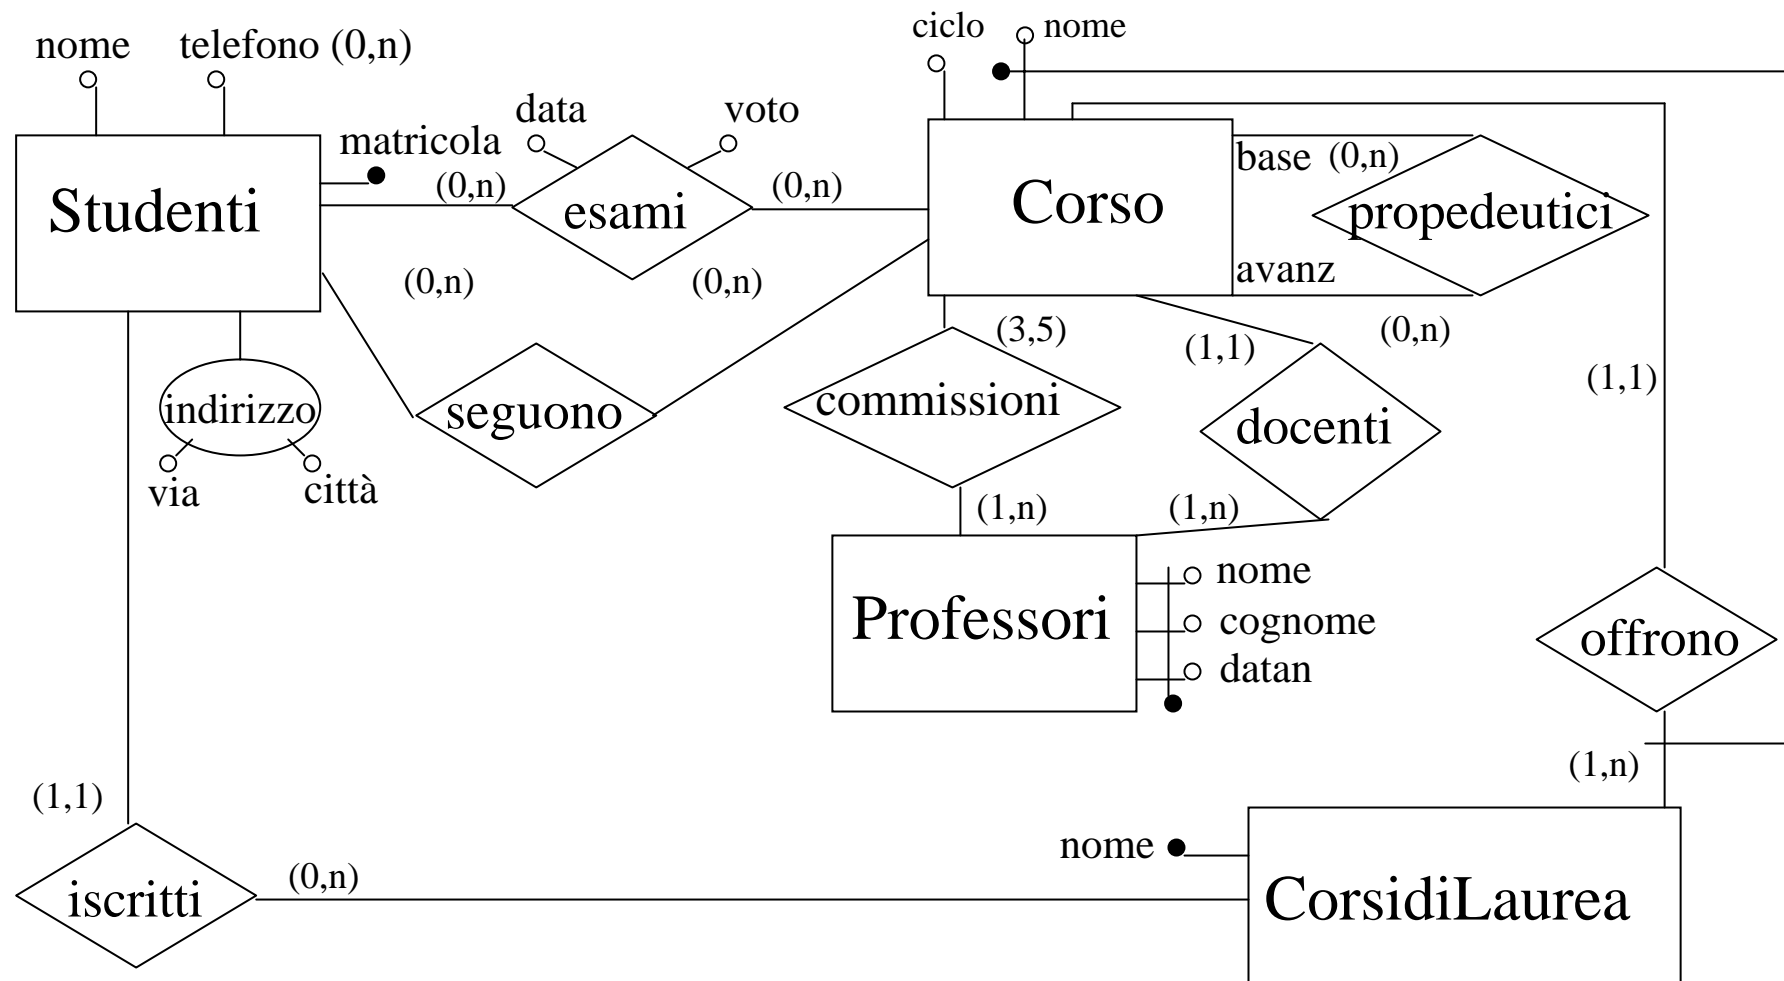 ciclo nome
nome telefono (0,n)
data voto
matricola
(0,n) (0,n)
base (0,n)
Studenti esami Corso propedeutici
avanz
(0,n) (0,n)
(3,5) (1,1) (0,n)
(1,1)
indirizzo seguono commissioni docenti
via città
(1,n) (1,n)
nome
Professori cognome offrono
datan
(1,n)
(1,1)
nome
(0,n)
iscritti CorsidiLaurea